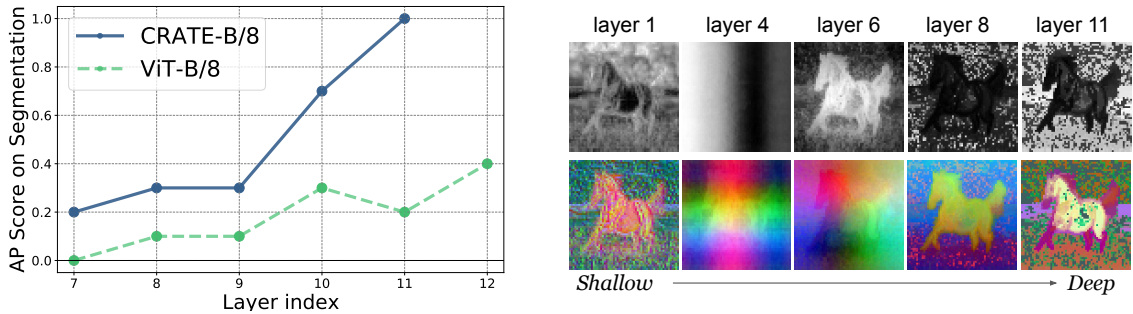 AP Score on Segmentation
1.0
0.8
0.6
0.4
0.2
0.0
CRATE-B/8
ViT-B/8
7 8 9 10 11 12
Layer index
layer 1 layer 4 layer 6 layer 8 layer 11
Shallow Deep